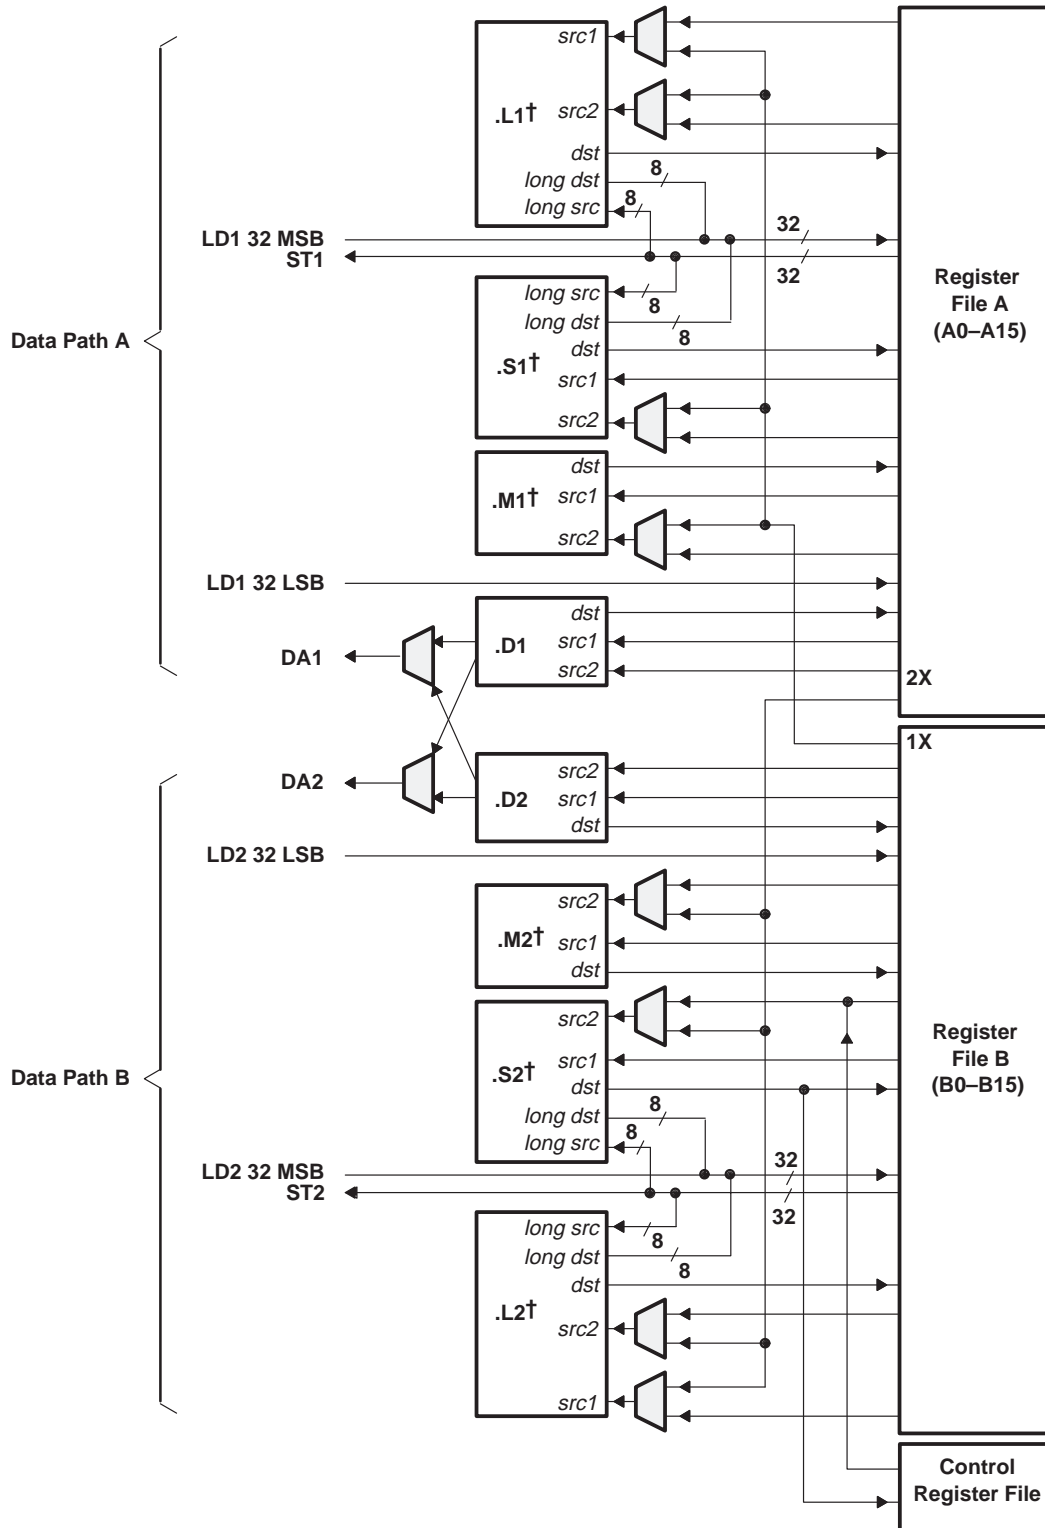 src1
.L1†
src2
dst
8
long dst
8
long src
LD1 32 MSB
32
ST1
32
Register
File A
(A0–A15)
long src
8
long dst
8
Data Path A
dst
.S1†
src1
src2
dst
.M1†
src1
src2
LD1 32 LSB
dst
.D1
src1
DA1
src2
2X
1X
src2
DA2
.D2
src1
dst
LD2 32 LSB
src2
.M2†
src1
dst
src2
Register
File B
(B0–B15)
src1
Data Path B
.S2†
dst
8
long dst
8
long src
LD2 32 MSB
32
ST2
32
long src
8
long dst
8
dst
.L2†
src2
src1
Control
Register File